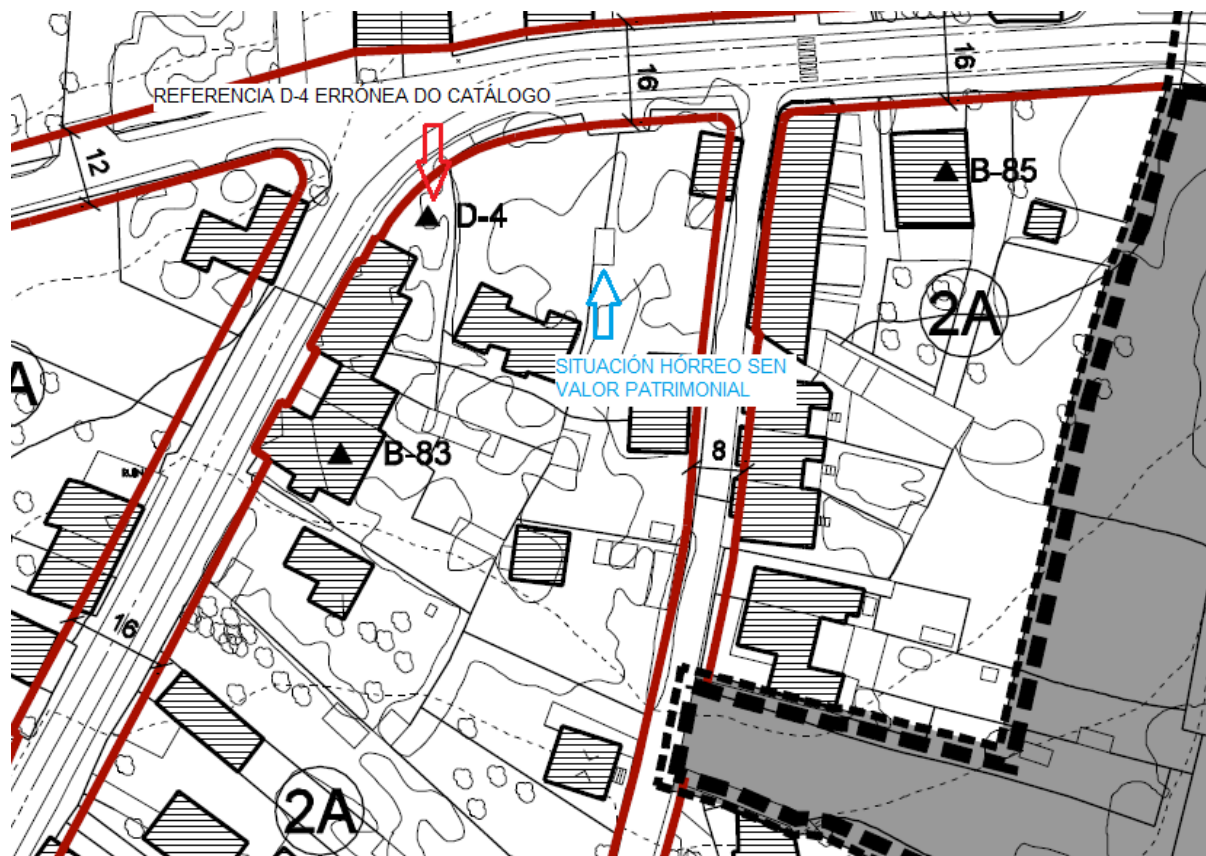 16
16
REFERENCIA D-4 ERRÓNEA DO CATÁLOGO
12
B-85
D-4
2A
SITUACIÓN HÓRREO SEN
VALOR PATRIMONIAL
A
B-83
8
RUIN
16
2A